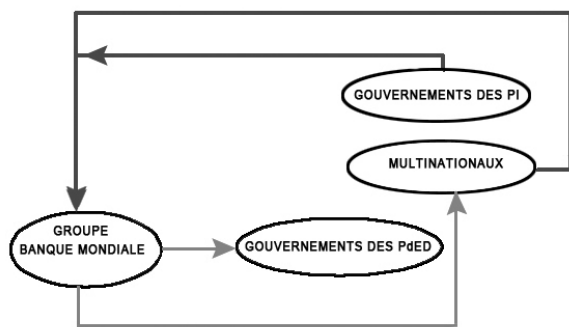 GOUVERNEMENTS DES PI
MULTINATIONAUX
GROUPE
BANQUE MONDIALE
GOUVERNEMENTS DES PdED